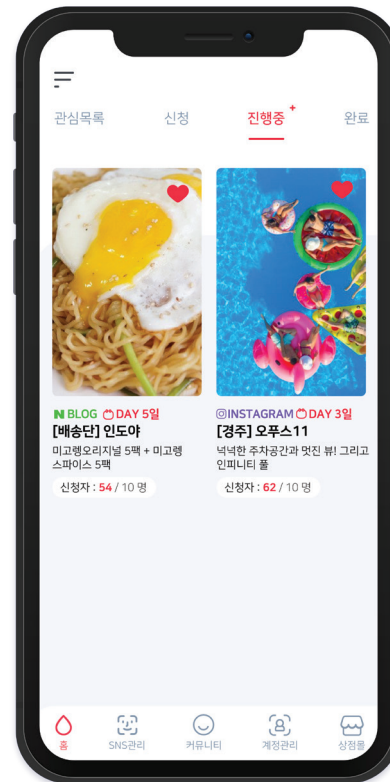 관심목록 신청 진행중 + 완료
N BLOG DAY 5일
[배송단] 인도야
미고렝오리지널 5팩 + 미고렝
스파이스 5팩
신청자 : 54 / 10 명
INSTAGRAM DAY 3일
[경주] 오푸스11
넉넉한 주차공간과 멋진 뷰! 그리고
인피니티 풀
신청자 : 62 / 10 명
홈 SNS관리 커뮤니티 계정관리 상점몰